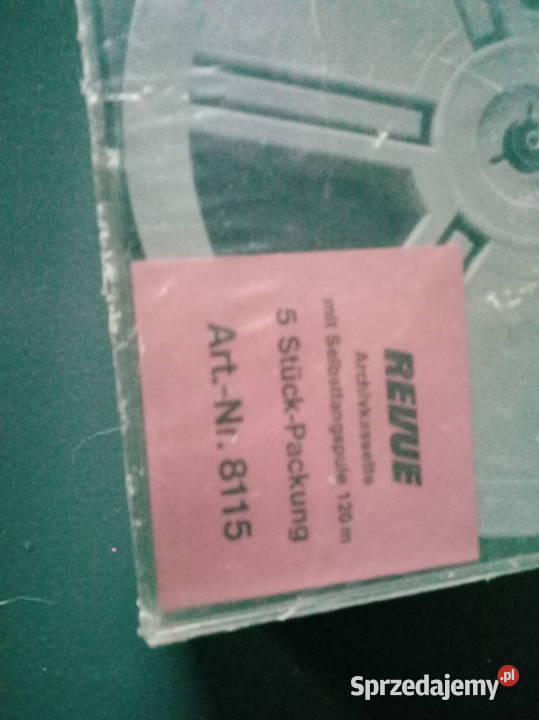 REVUE
Archivkassette
mit Selbstfangspule 120 m
5 Stück-Packung
Art.-Nr. 8115
Sprzedajemy.pl